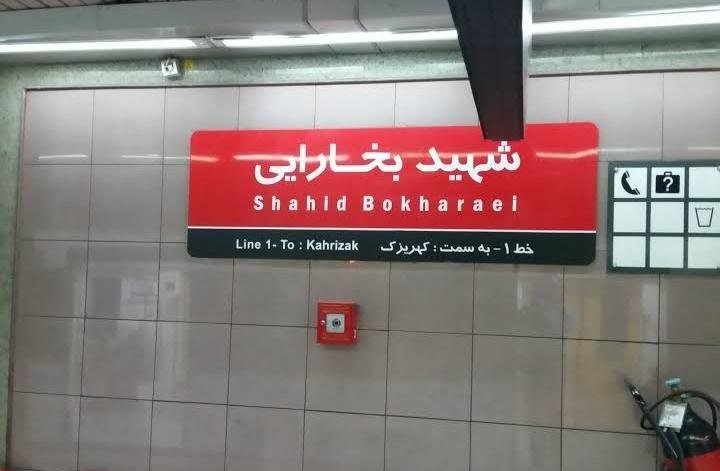 شهید بخارایی
Shahid Bokharaei
Line 1- To : Kahrizak خط ۱ - به سمت : کهریزک